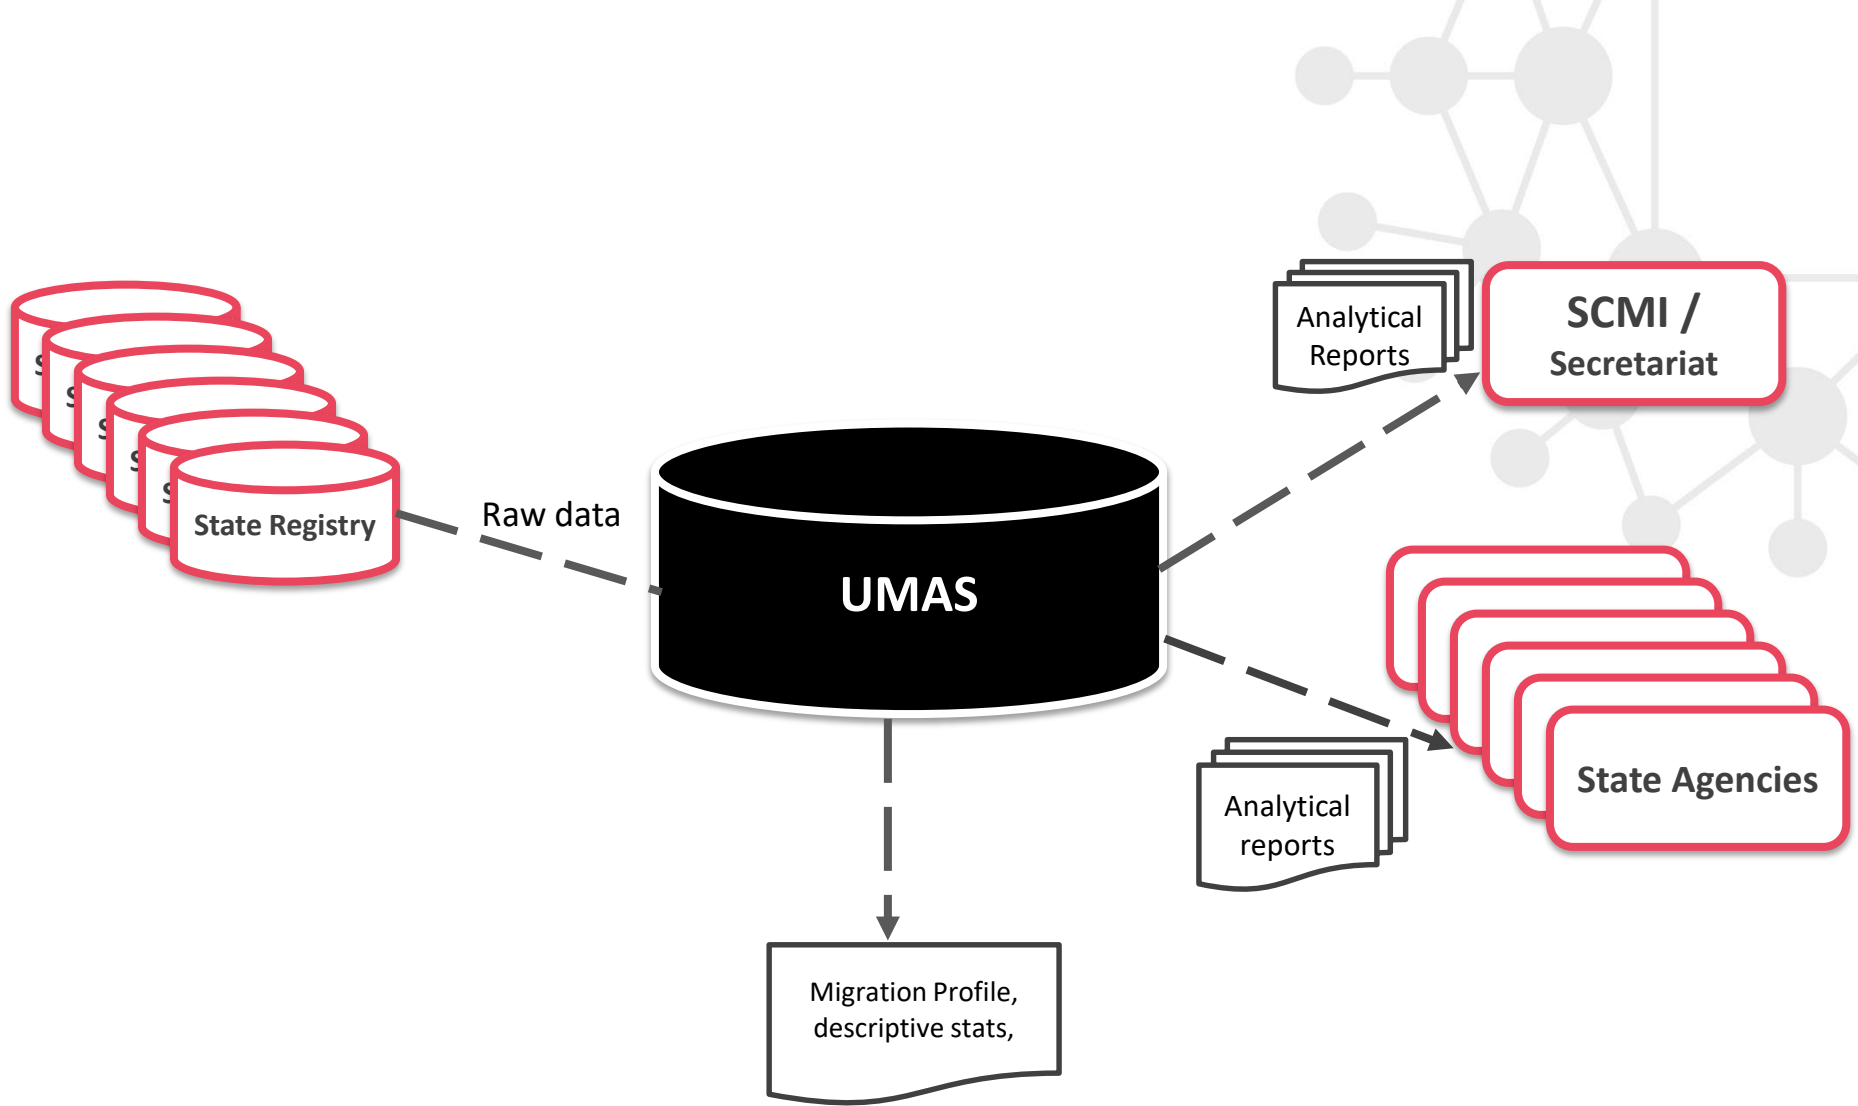 Analytical
Reports
SCMI /
Secretariat
State Registry
Raw data
UMAS
State Agencies
Analytical
reports
Migration Profile,
descriptive stats,